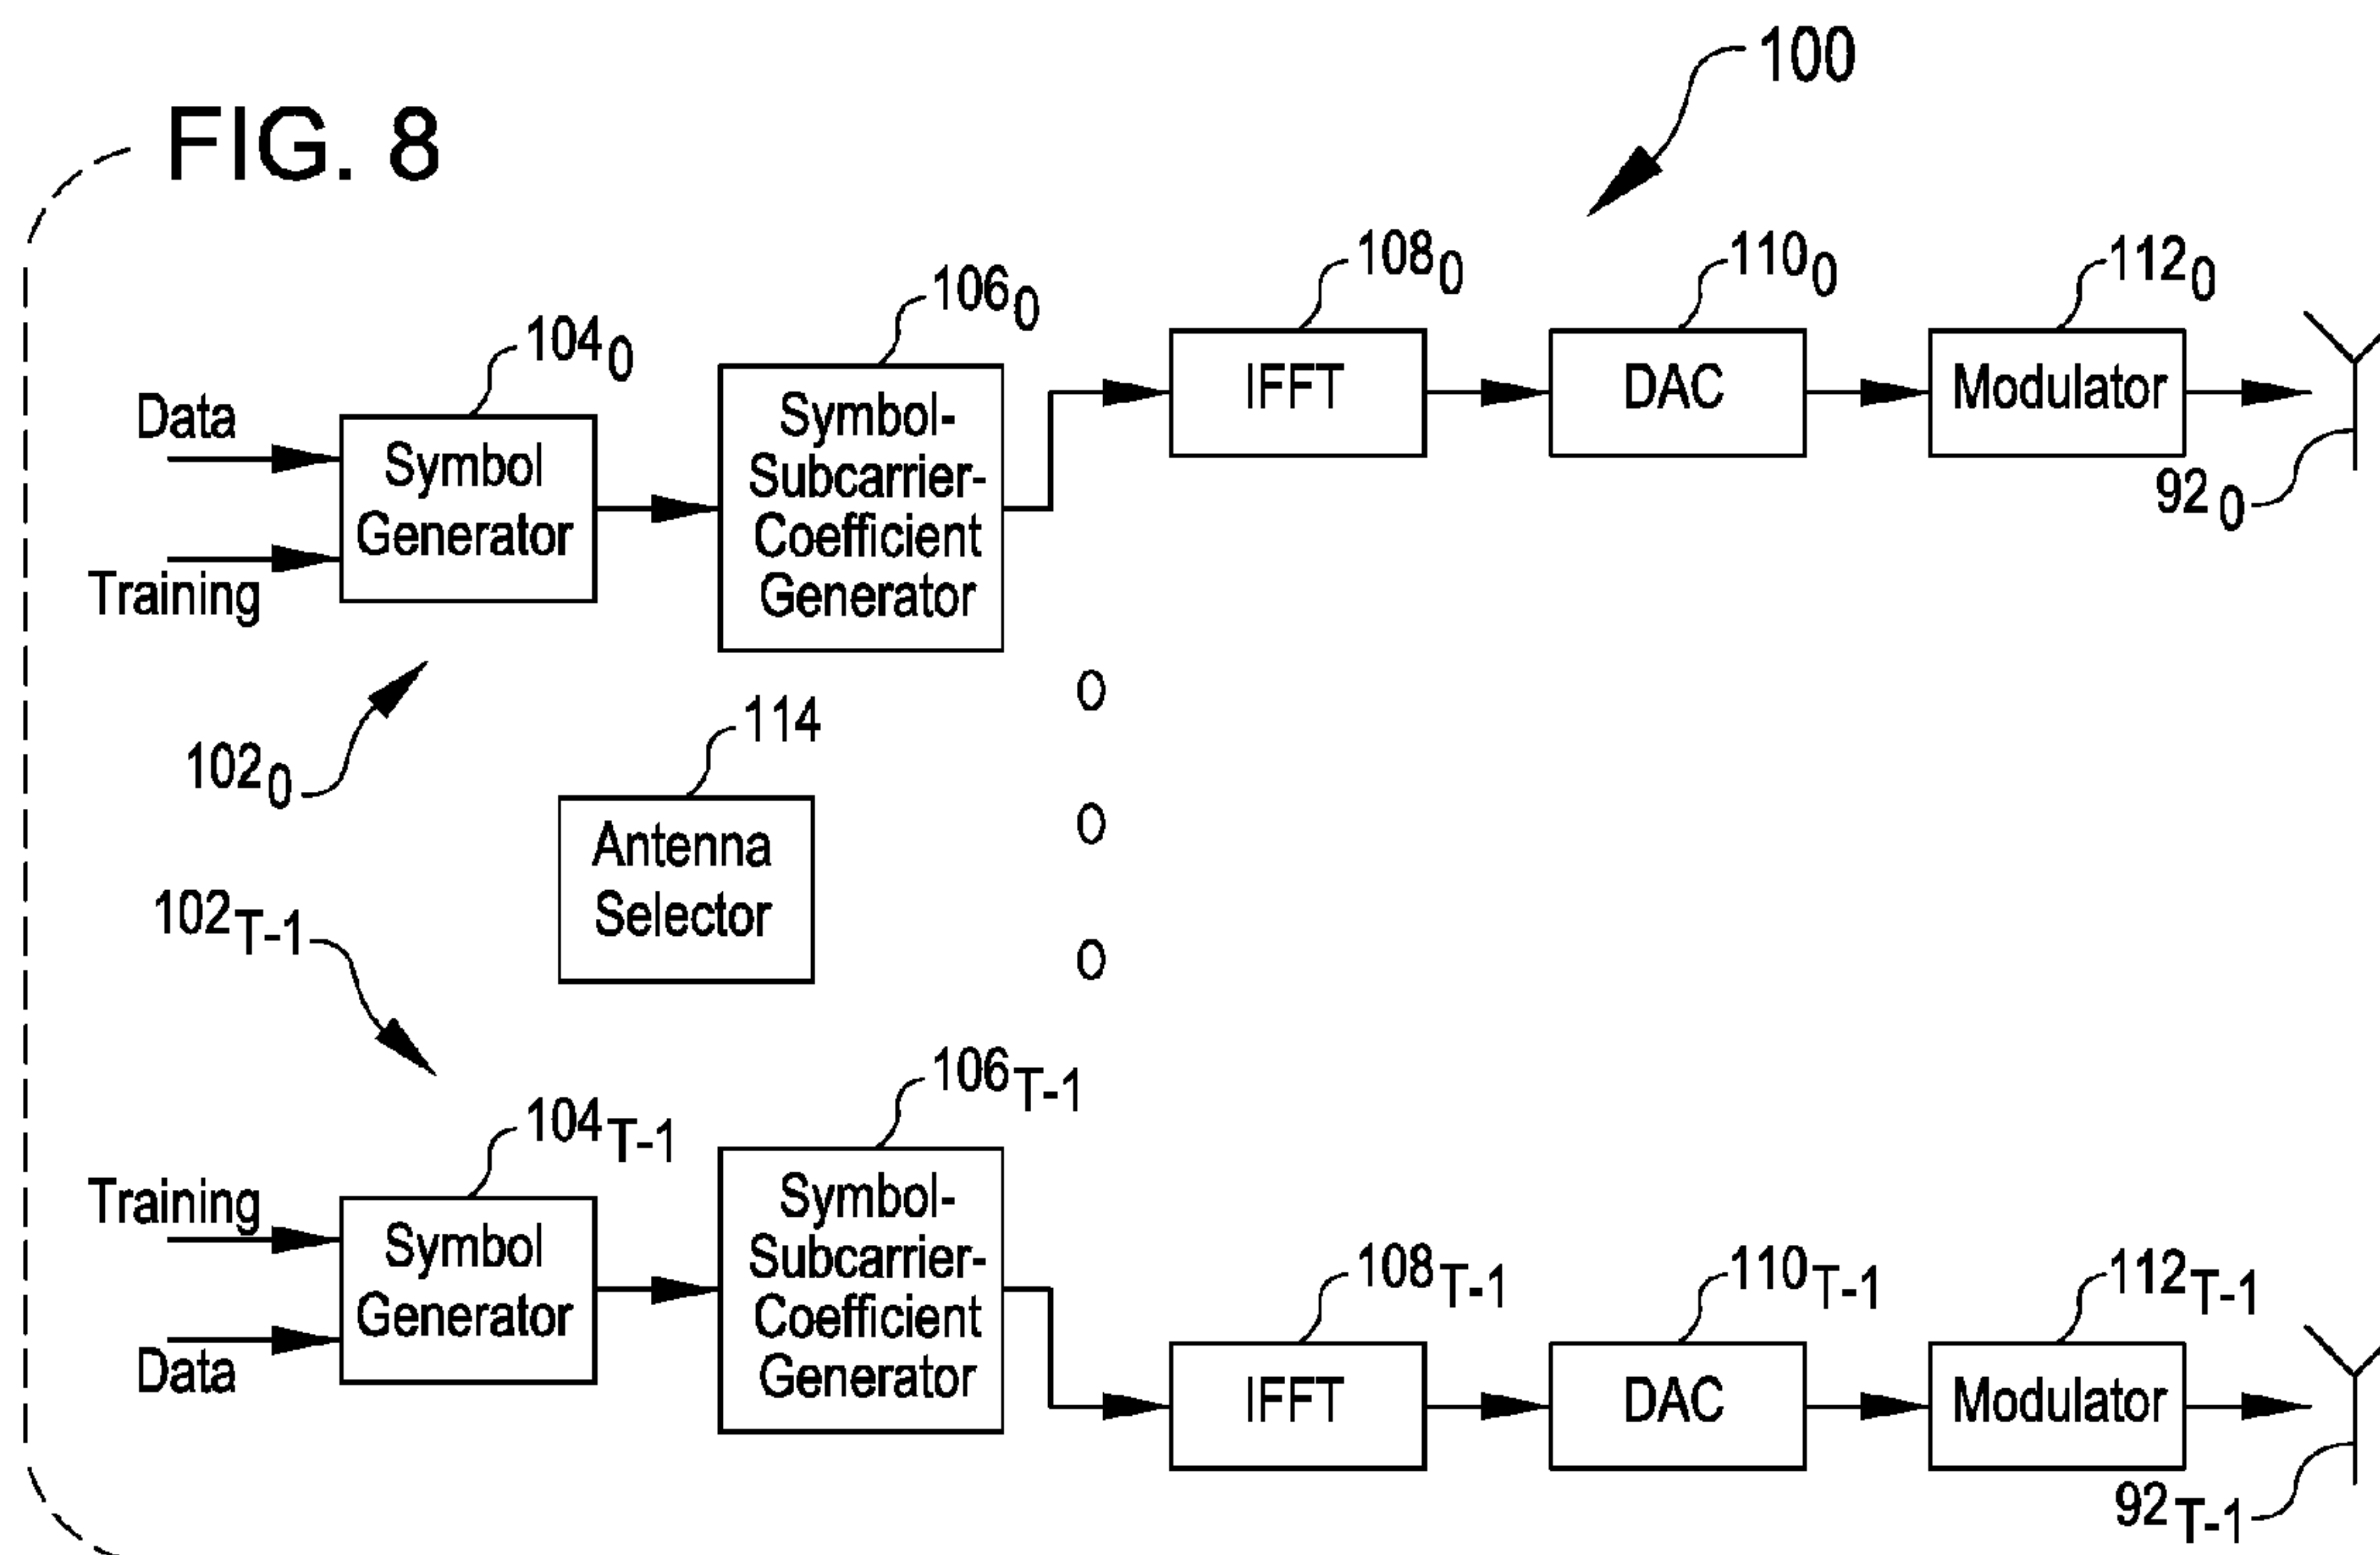 FIG. 8
100
108₀
110₀
112₀
106₀
104₀
Data
Training
Symbol
Generator
Symbol-
Subcarrier-
Coefficient
Generator
IFFT
DAC
Modulator
92₀
102₀
114
Antenna
Selector
O
O
O
102T-1
106T-1
104T-1
Training
Data
Symbol
Generator
Symbol-
Subcarrier-
Coefficient
Generator
108T-1
110T-1
112T-1
IFFT
DAC
Modulator
92T-1